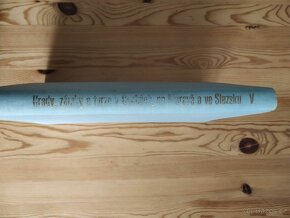 Hrady, zámky a tvrze v Čechách, na Moravě a ve Slezsku V